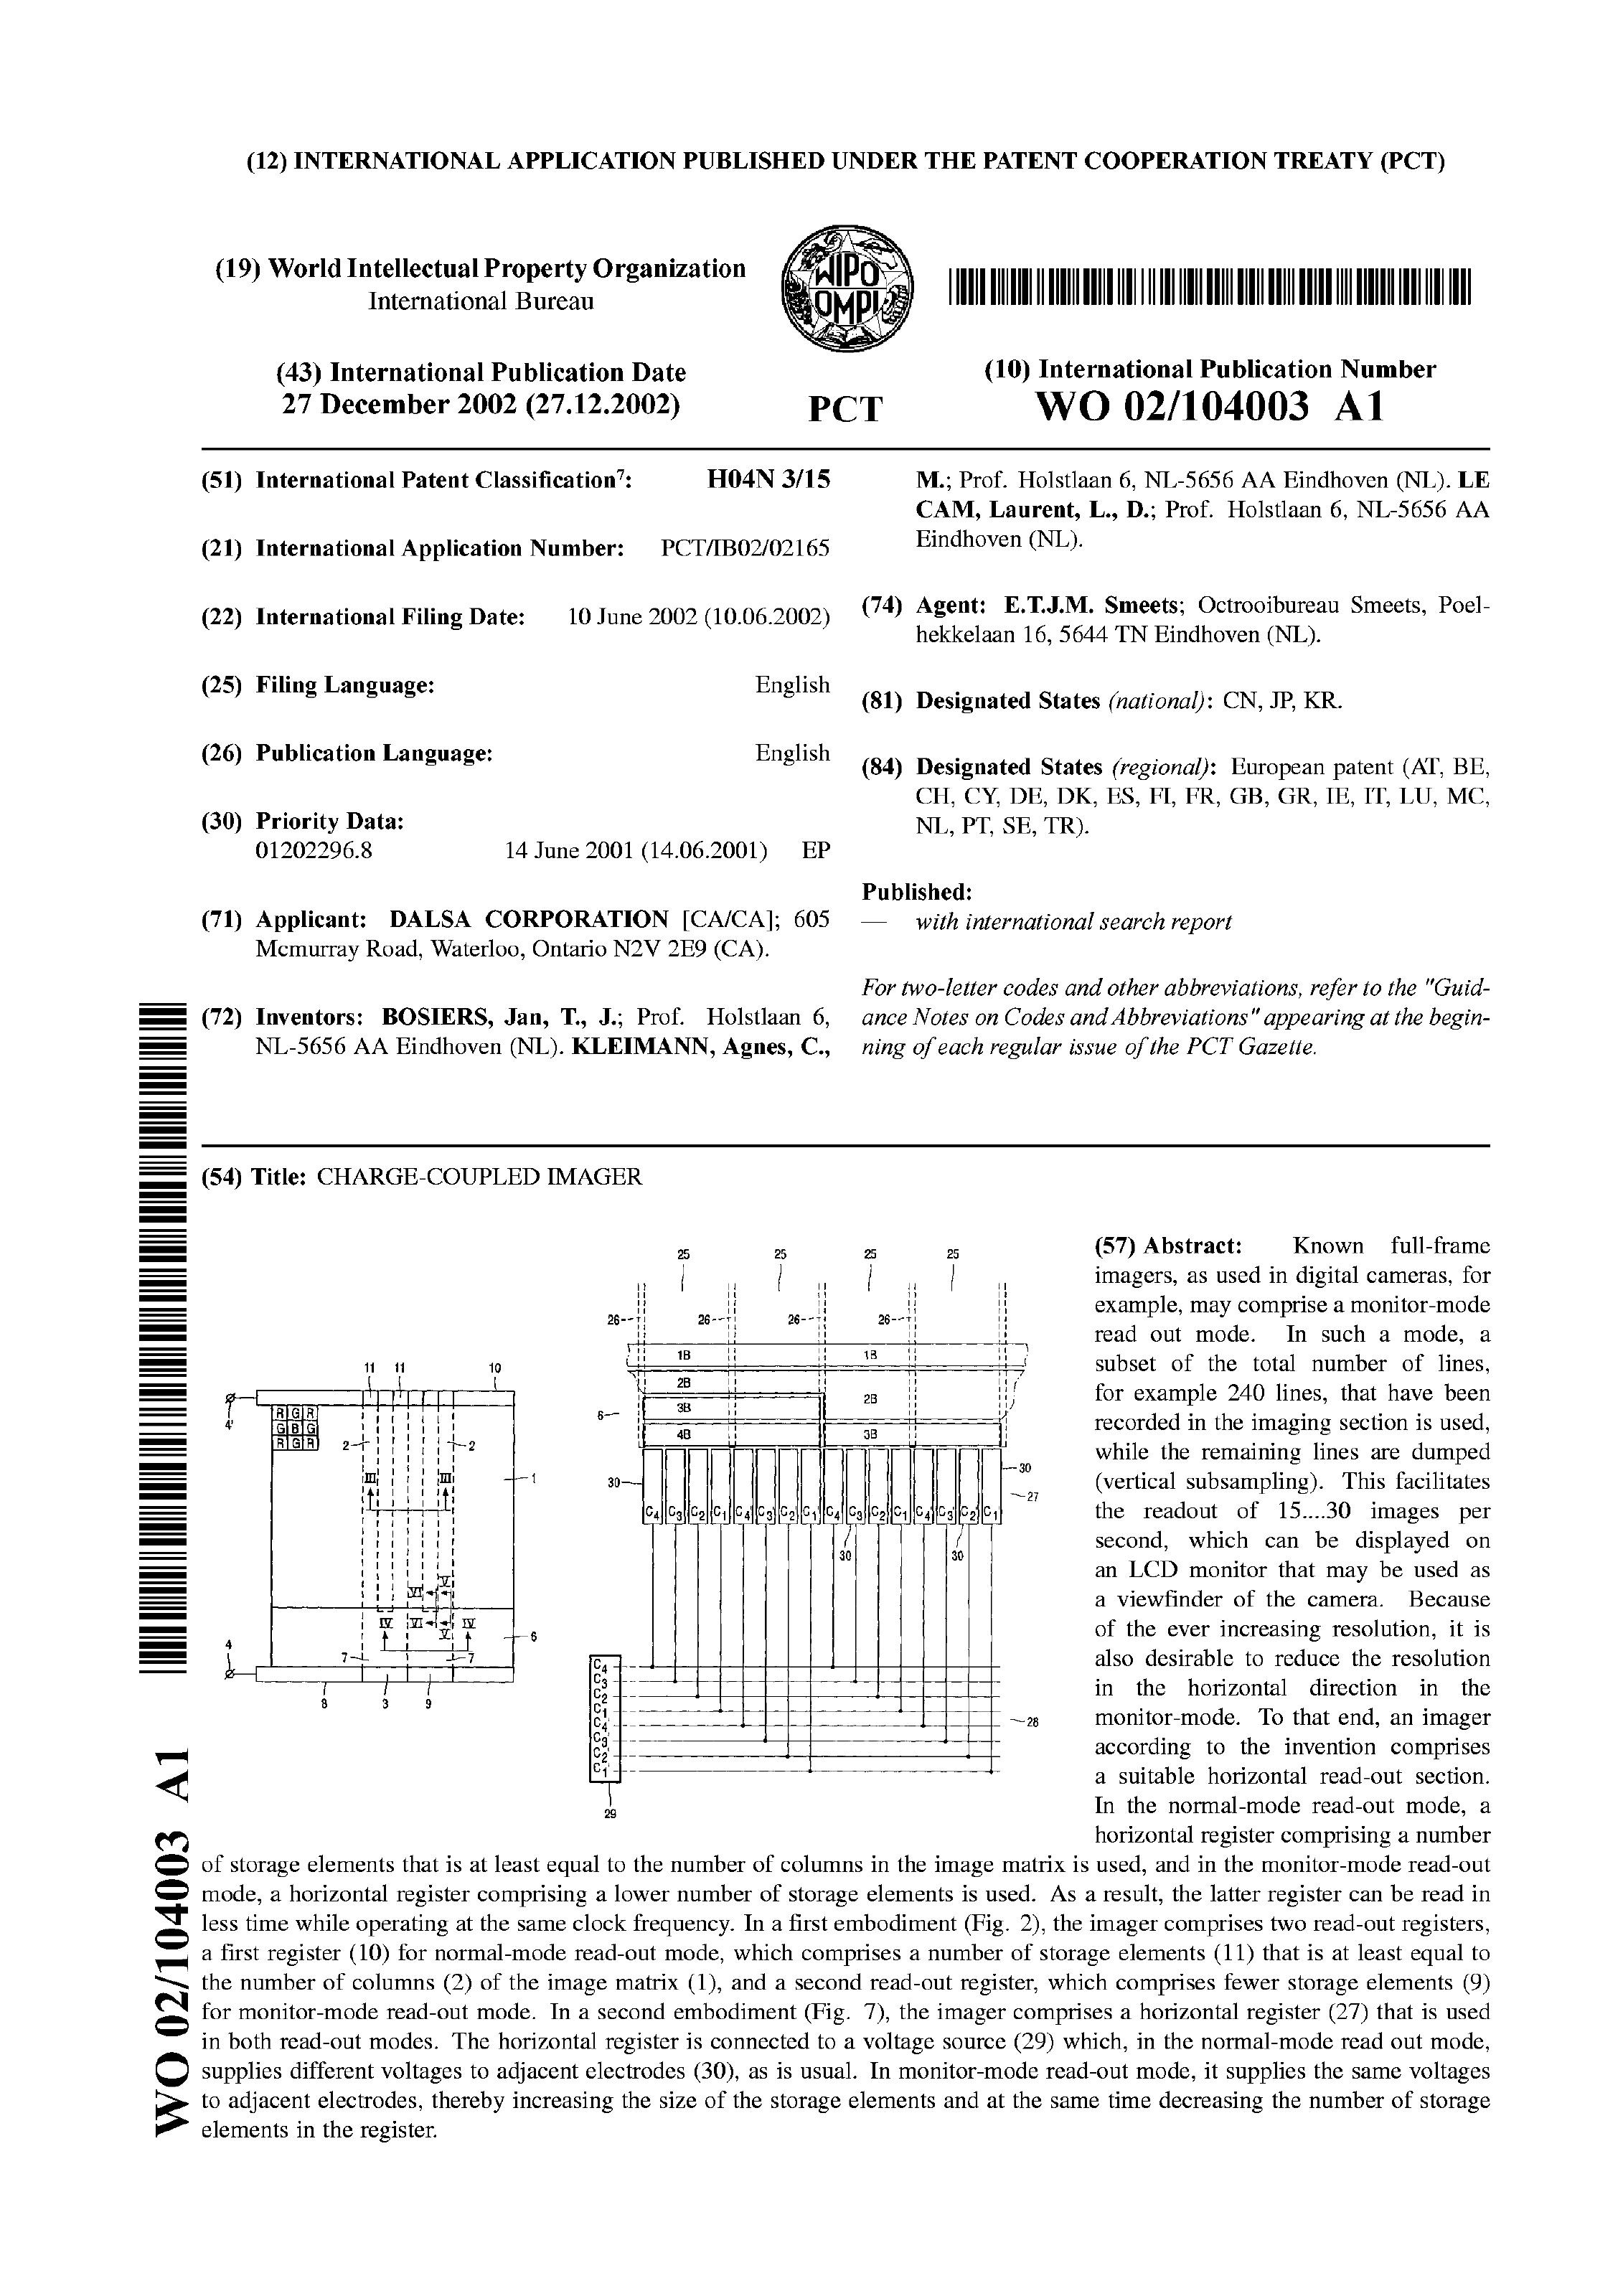 (12) INTERNATIONAL APPLICATION PUBLISHED UNDER THE PATENT COOPERATION TREATY (PCT)
(19) World Intellectual Property Organization
International Bureau
WIPO
OMPI
(43) International Publication Date
27 December 2002 (27.12.2002)
PCT
(10) International Publication Number
WO 02/104003 A1
(51) International Patent Classification7: H04N 3/15
(21) International Application Number: PCT/IB02/02165
(22) International Filing Date: 10 June 2002 (10.06.2002)
(25) Filing Language: English
(26) Publication Language: English
(30) Priority Data:
01202296.8 14 June 2001 (14.06.2001) EP
(71) Applicant: DALSA CORPORATION [CA/CA]; 605
Mcmurray Road, Waterloo, Ontario N2V 2E9 (CA).
(72) Inventors: BOSIERS, Jan, T., J.; Prof. Holstlaan 6,
NL-5656 AA Eindhoven (NL). KLEIMANN, Agnes, C.,
M.; Prof. Holstlaan 6, NL-5656 AA Eindhoven (NL). LE
CAM, Laurent, L., D.; Prof. Holstlaan 6, NL-5656 AA
Eindhoven (NL).
(74) Agent: E.T.J.M. Smeets; Octrooibureau Smeets, Poel-
hekkelaan 16, 5644 TN Eindhoven (NL).
(81) Designated States (national): CN, JP, KR.
(84) Designated States (regional): European patent (AT, BE,
CH, CY, DE, DK, ES, FI, FR, GB, GR, IE, IT, LU, MC,
NL, PT, SE, TR).
Published:
— with international search report
For two-letter codes and other abbreviations, refer to the "Guid-
ance Notes on Codes and Abbreviations" appearing at the begin-
ning of each regular issue of the PCT Gazette.
(54) Title: CHARGE-COUPLED IMAGER
11 11 10
4'
R G R
G B G
R G R
2 2
III III
1
V
VI
IV VI IV
V
6
4
7 7
8 3 9
25 25 25 25
26 26 26 26
1B 1B
2B
2B
3B
6
4B 3B
30 30
27
C4 C3 C2 C1 C4' C3' C2' C1' C4 C3 C2 C1 C4' C3' C2' C1'
30 30
C4
C3
C2
C1
C4'
C3'
C2'
C1'
28
29
(57) Abstract: Known full-frame
imagers, as used in digital cameras, for
example, may comprise a monitor-mode
read out mode. In such a mode, a
subset of the total number of lines,
for example 240 lines, that have been
recorded in the imaging section is used,
while the remaining lines are dumped
(vertical subsampling). This facilitates
the readout of 15....30 images per
second, which can be displayed on
an LCD monitor that may be used as
a viewfinder of the camera. Because
of the ever increasing resolution, it is
also desirable to reduce the resolution
in the horizontal direction in the
monitor-mode. To that end, an imager
according to the invention comprises
a suitable horizontal read-out section.
In the normal-mode read-out mode, a
horizontal register comprising a number
of storage elements that is at least equal to the number of columns in the image matrix is used, and in the monitor-mode read-out
mode, a horizontal register comprising a lower number of storage elements is used. As a result, the latter register can be read in
less time while operating at the same clock frequency. In a first embodiment (Fig. 2), the imager comprises two read-out registers,
a first register (10) for normal-mode read-out mode, which comprises a number of storage elements (11) that is at least equal to
the number of columns (2) of the image matrix (1), and a second read-out register, which comprises fewer storage elements (9)
for monitor-mode read-out mode. In a second embodiment (Fig. 7), the imager comprises a horizontal register (27) that is used
in both read-out modes. The horizontal register is connected to a voltage source (29) which, in the normal-mode read out mode,
supplies different voltages to adjacent electrodes (30), as is usual. In monitor-mode read-out mode, it supplies the same voltages
to adjacent electrodes, thereby increasing the size of the storage elements and at the same time decreasing the number of storage
elements in the register.
WO 02/104003 A1